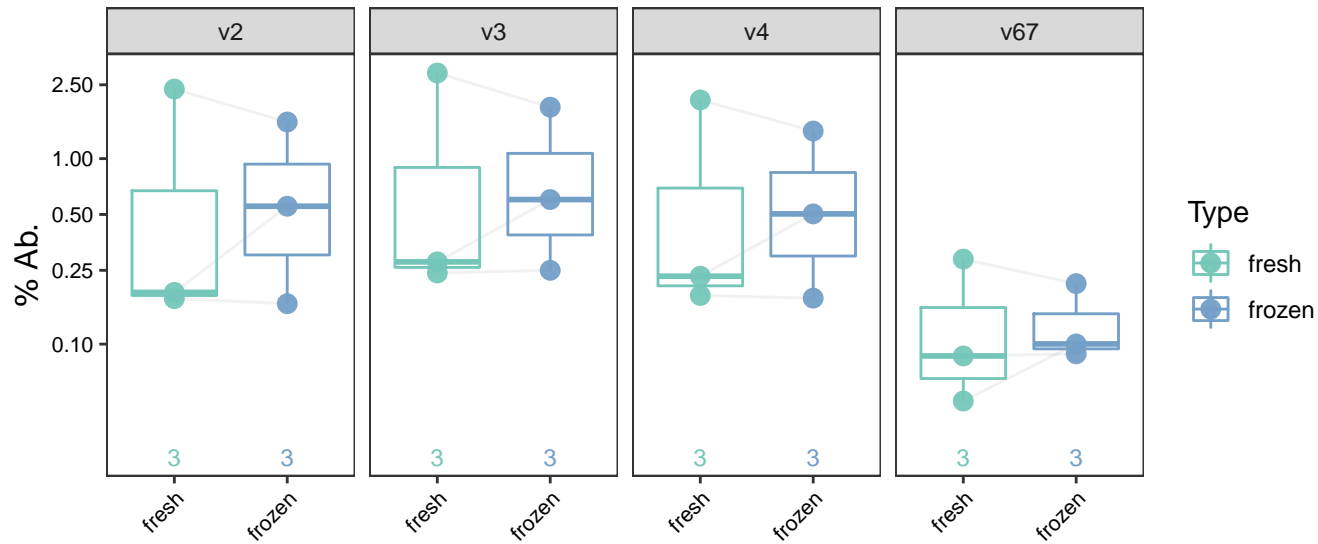 v2 v3 v4 v67
% Ab.
2.50
1.00
0.50
0.25
0.10
3 3 3 3 3 3 3 3
fresh frozen fresh frozen fresh frozen fresh frozen
Type
fresh
frozen